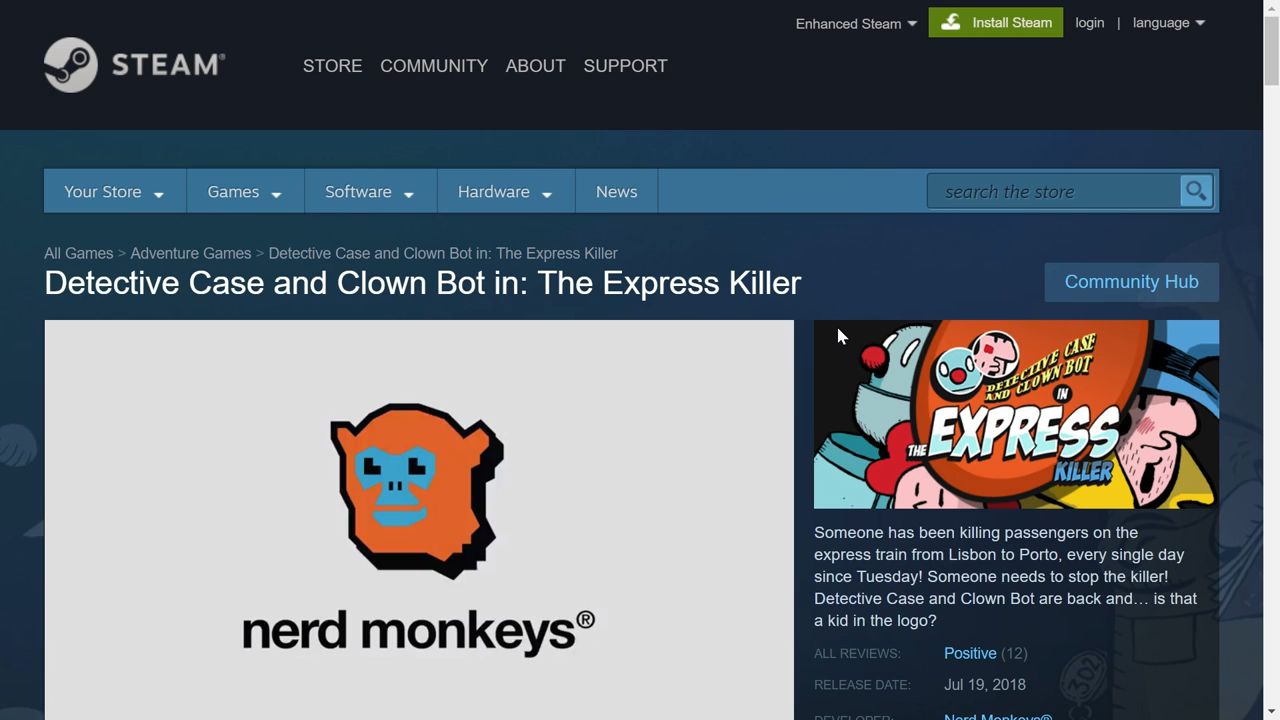 Enhanced Steam
Install Steam
login | language
STEAM®
STORE COMMUNITY ABOUT SUPPORT
Your Store Games Software Hardware News
search the store
All Games > Adventure Games > Detective Case and Clown Bot in: The Express Killer
Detective Case and Clown Bot in: The Express Killer
Community Hub
DETECTIVE CASE
AND CLOWN BOT
IN
THE EXPRESS
KILLER
nerd monkeys®
Someone has been killing passengers on the
express train from Lisbon to Porto, every single day
since Tuesday! Someone needs to stop the killer!
Detective Case and Clown Bot are back and… is that
a kid in the logo?
ALL REVIEWS: Positive (12)
RELEASE DATE: Jul 19, 2018
DEVELOPER: Nerd Monkeys®
302